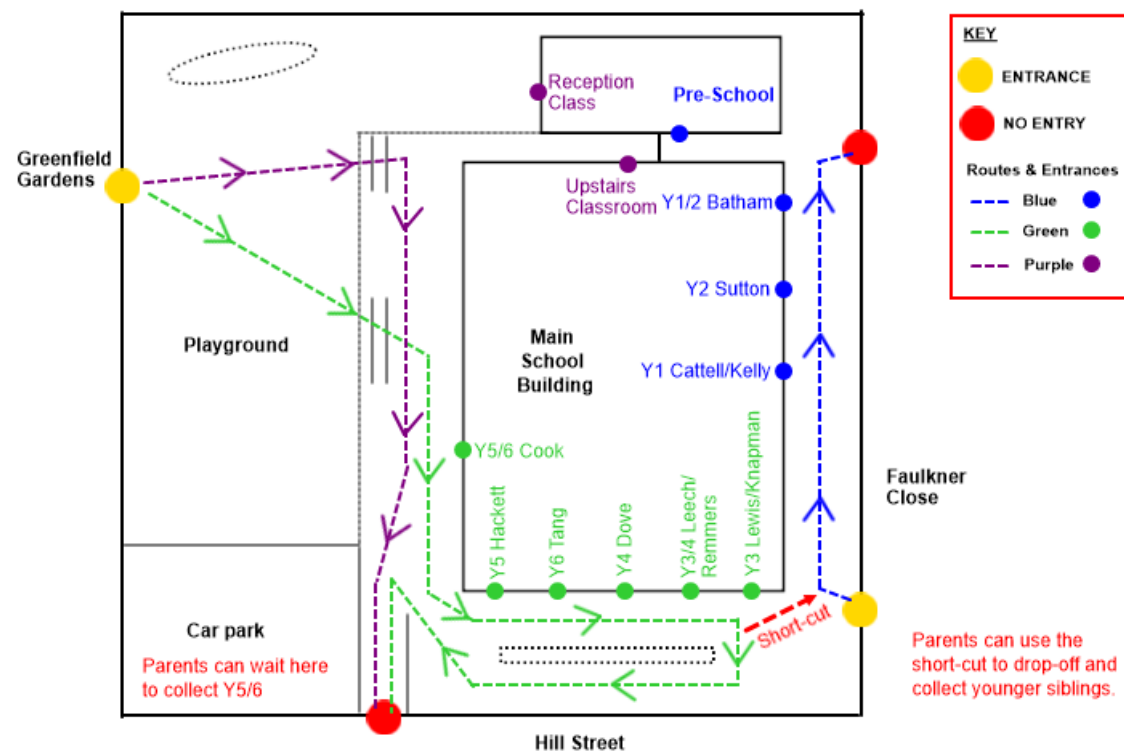 KEY
ENTRANCE
NO ENTRY
Routes & Entrances
Blue
Green
Purple
Reception
Class
Pre-School
Greenfield
Gardens
Upstairs
Classroom
Y1/2 Batham
Y2 Sutton
Playground
Main
School
Building
Y1 Cattell/Kelly
Y5/6 Cook
Faulkner
Close
Y5 Hackett
Y6 Tang
Y4 Dove
Y3/4 Leech/
Remmers
Y3 Lewis/Knapman
Short-cut
Car park
Parents can wait here
to collect Y5/6
Parents can use the
short-cut to drop-off and
collect younger siblings.
Hill Street